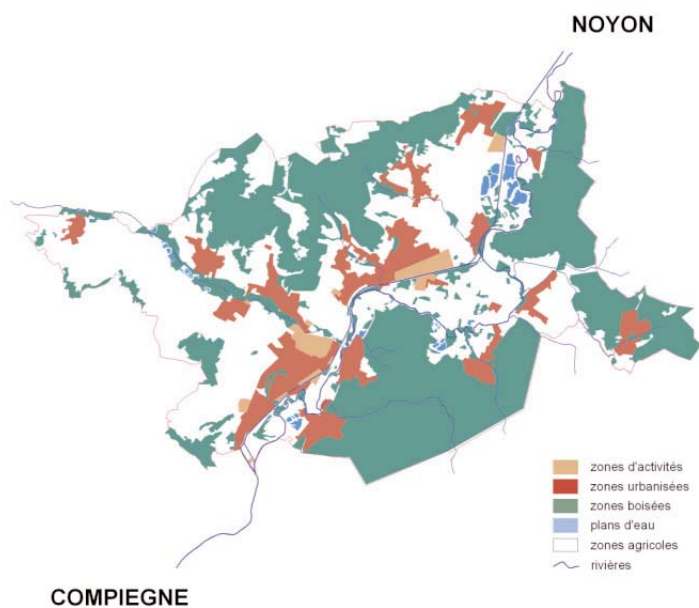 NOYON
zones d'activités
zones urbanisées
zones boisées
plans d'eau
zones agricoles
rivières
COMPIEGNE